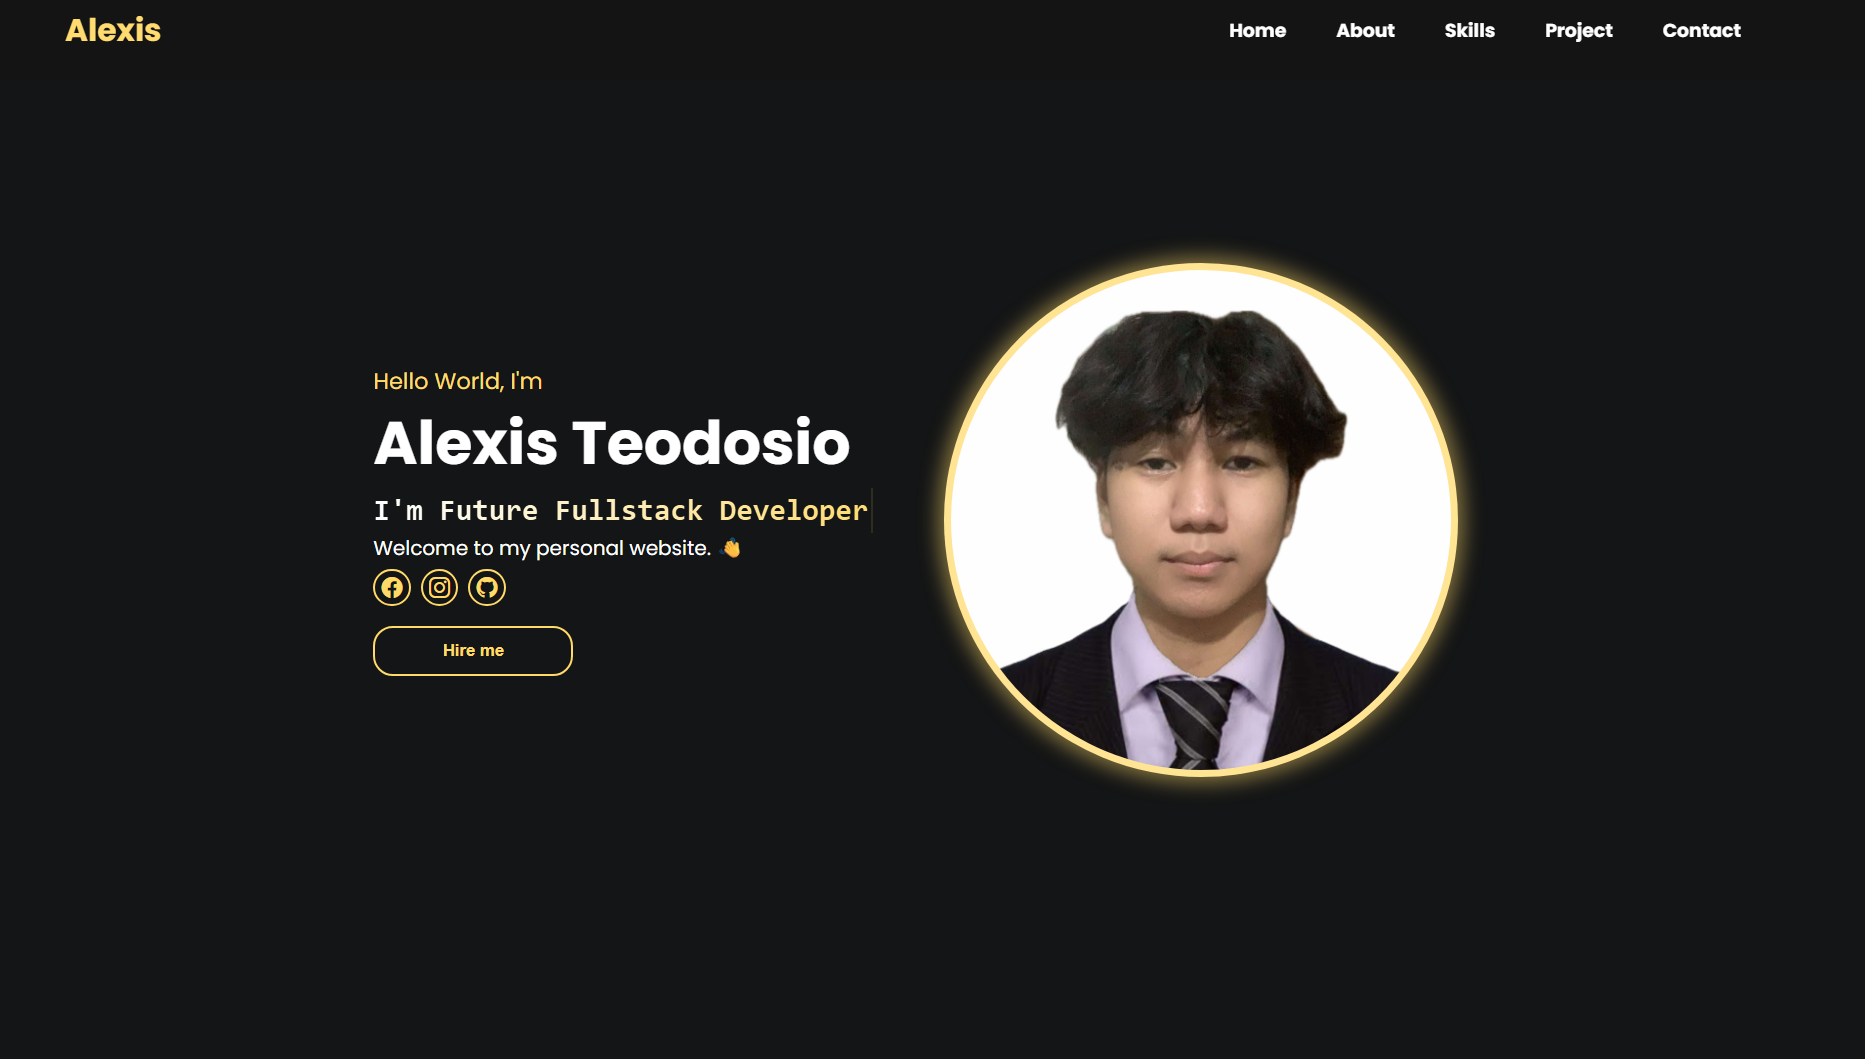 Alexis
Home About Skills Project Contact
Hello World, I'm
Alexis Teodosio
I'm Future Fullstack Developer
Welcome to my personal website. 👋
Hire me